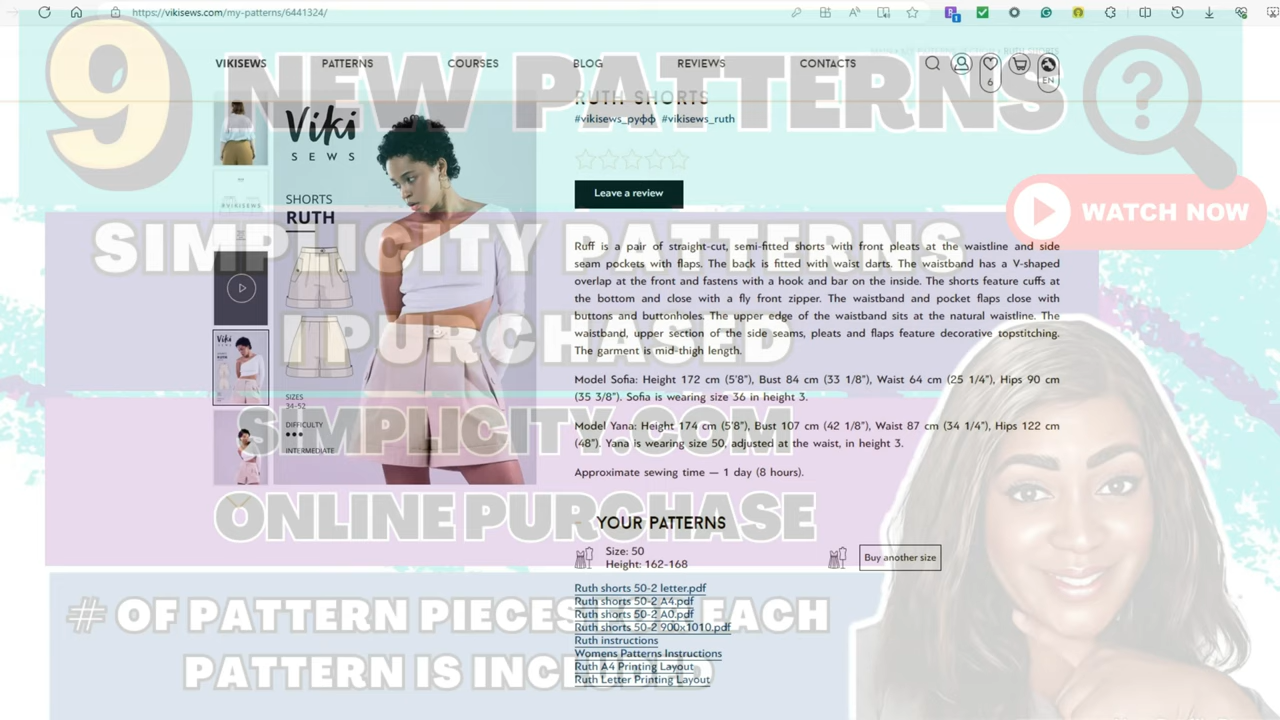 https://vikisews.com/my-patterns/6441324/
9 NEW PATTERNS
VIKISEWS PATTERNS COURSES BLOG REVIEWS CONTACTS
6
EN
RUTH SHORTS
#vikisews_руфф #vikisews_ruth
Viki
SEWS
SHORTS
RUTH
SIZES
34-52
DIFFICULTY
INTERMEDIATE
Leave a review
WATCH NOW
SIMPLICITY PATTERNS
I PURCHASED
SIMPLICITY.COM
ONLINE PURCHASE
# OF PATTERN PIECES EACH
PATTERN IS INCLUDED
Ruff is a pair of straight-cut, semi-fitted shorts with front pleats at the waistline and side
seam pockets with flaps. The back is fitted with waist darts. The waistband has a V-shaped
overlap at the front and fastens with a hook and bar on the inside. The shorts feature cuffs at
the bottom and close with a fly front zipper. The waistband and pocket flaps close with
buttons and buttonholes. The upper edge of the waistband sits at the natural waistline. The
waistband, upper section of the side seams, pleats and flaps feature decorative topstitching.
The garment is mid-thigh length.
Model Sofia: Height 172 cm (5'8"), Bust 84 cm (33 1/8"), Waist 64 cm (25 1/4"), Hips 90 cm
(35 3/8"). Sofia is wearing size 36 in height 3.
Model Yana: Height 174 cm (5'8"), Bust 107 cm (42 1/8"), Waist 87 cm (34 1/4"), Hips 122 cm
(48"). Yana is wearing size 50, adjusted at the waist, in height 3.
Approximate sewing time — 1 day (8 hours).
YOUR PATTERNS
Size: 50
Height: 162-168
Buy another size
Ruth shorts 50-2 letter.pdf
Ruth shorts 50-2 A4.pdf
Ruth shorts 50-2 A0.pdf
Ruth shorts 50-2 900x1010.pdf
Ruth instructions
Womens Patterns Instructions
Ruth A4 Printing Layout
Ruth Letter Printing Layout